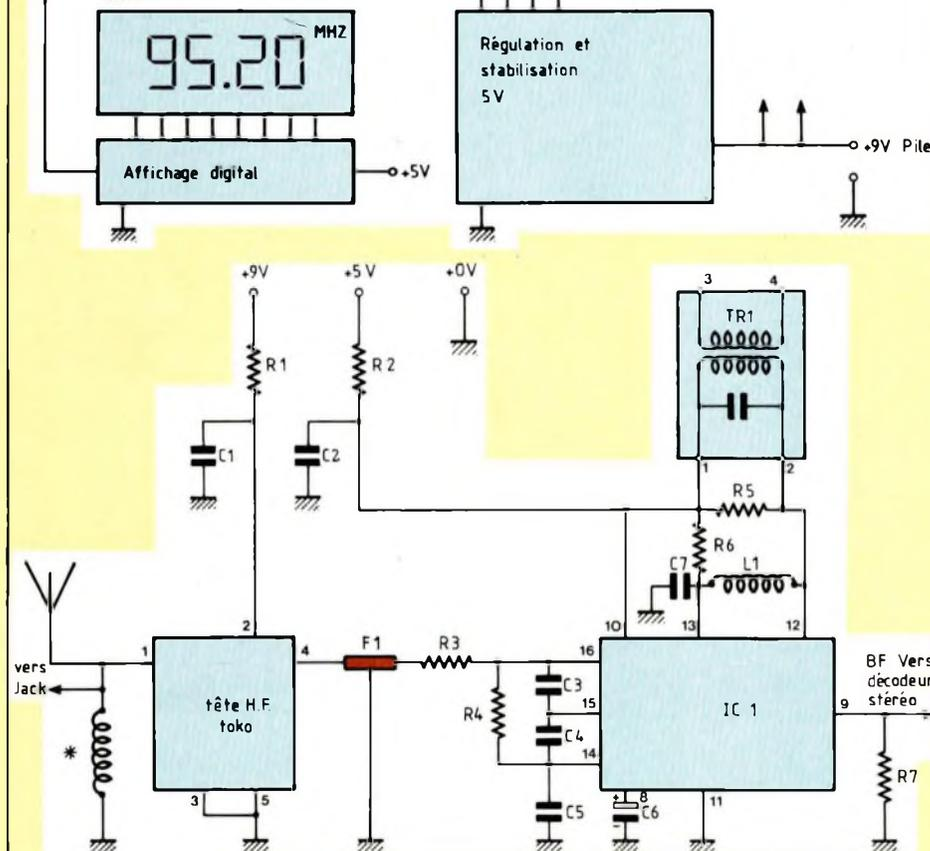 95.20 MHZ
Régulation et
stabilisation
5V
Affichage digital
+5V
+9V Pile
+9V
+5V
+0V
3 4
TR1
R1
R2
C1
C2
1 2
R5
R6
C7
L1
10 13 12
2
1
4
F1
R3
16
vers
Jack
tête H.F.
toko
*
R4
C3
15
C4
14
IC 1
9
BF Vers
décodeur
stéréo
R7
3 5
C5
+ 8
C6
-
11